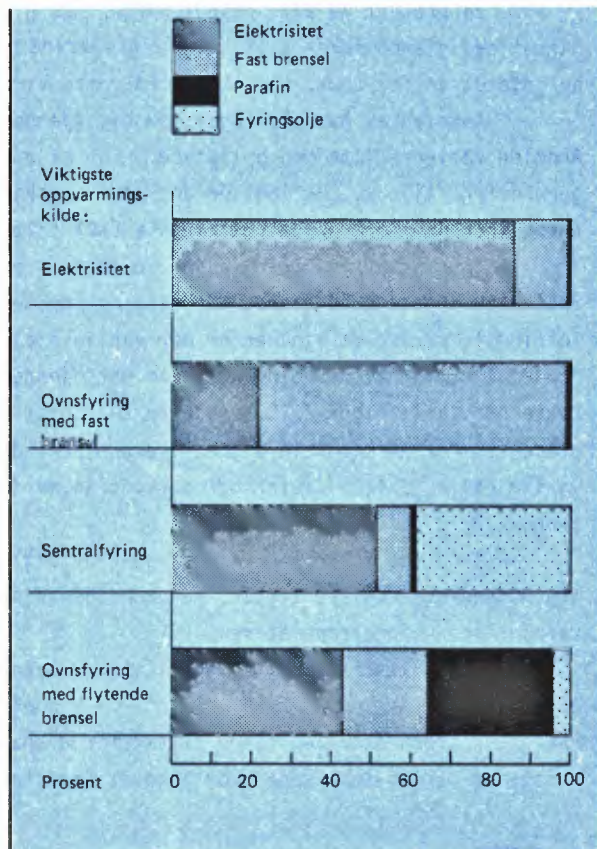 Elektrisitet
Fast brensel
Parafin
Fyringsolje
Viktigste
oppvarmings-
kilde:
Elektrisitet
Ovnsfyring
med fast
brensel
Sentralfyring
Ovnsfyring
med flytende
brensel
Prosent 0 20 40 60 80 100